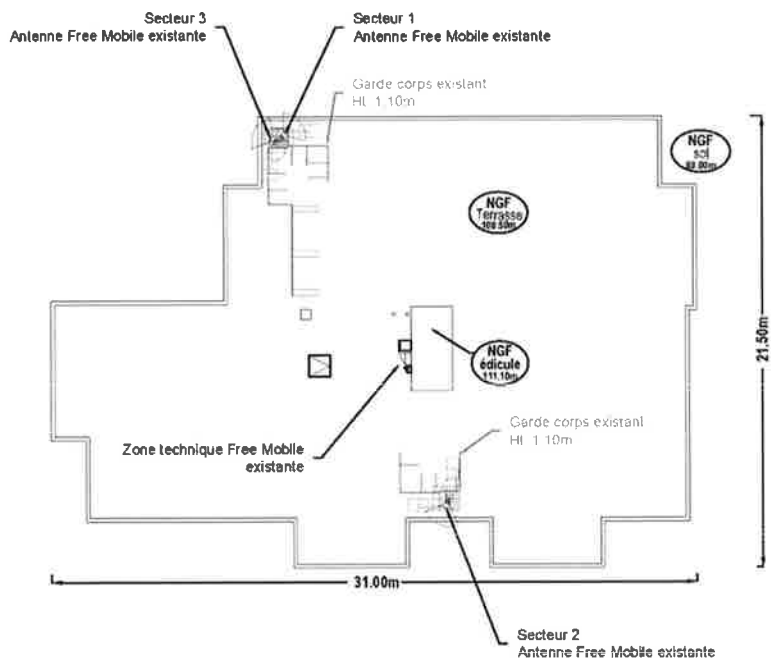 Secteur 3
Antenne Free Mobile existante
Secteur 1
Antenne Free Mobile existante
Garde corps existant
Ht. 1.10m
NGF
sol
NGF
Terrasse
108.50m
21.50m
NGF
édicule
111.10m
Garde corps existant
Ht. 1.10m
Zone technique Free Mobile
existante
31.00m
Secteur 2
Antenne Free Mobile existante